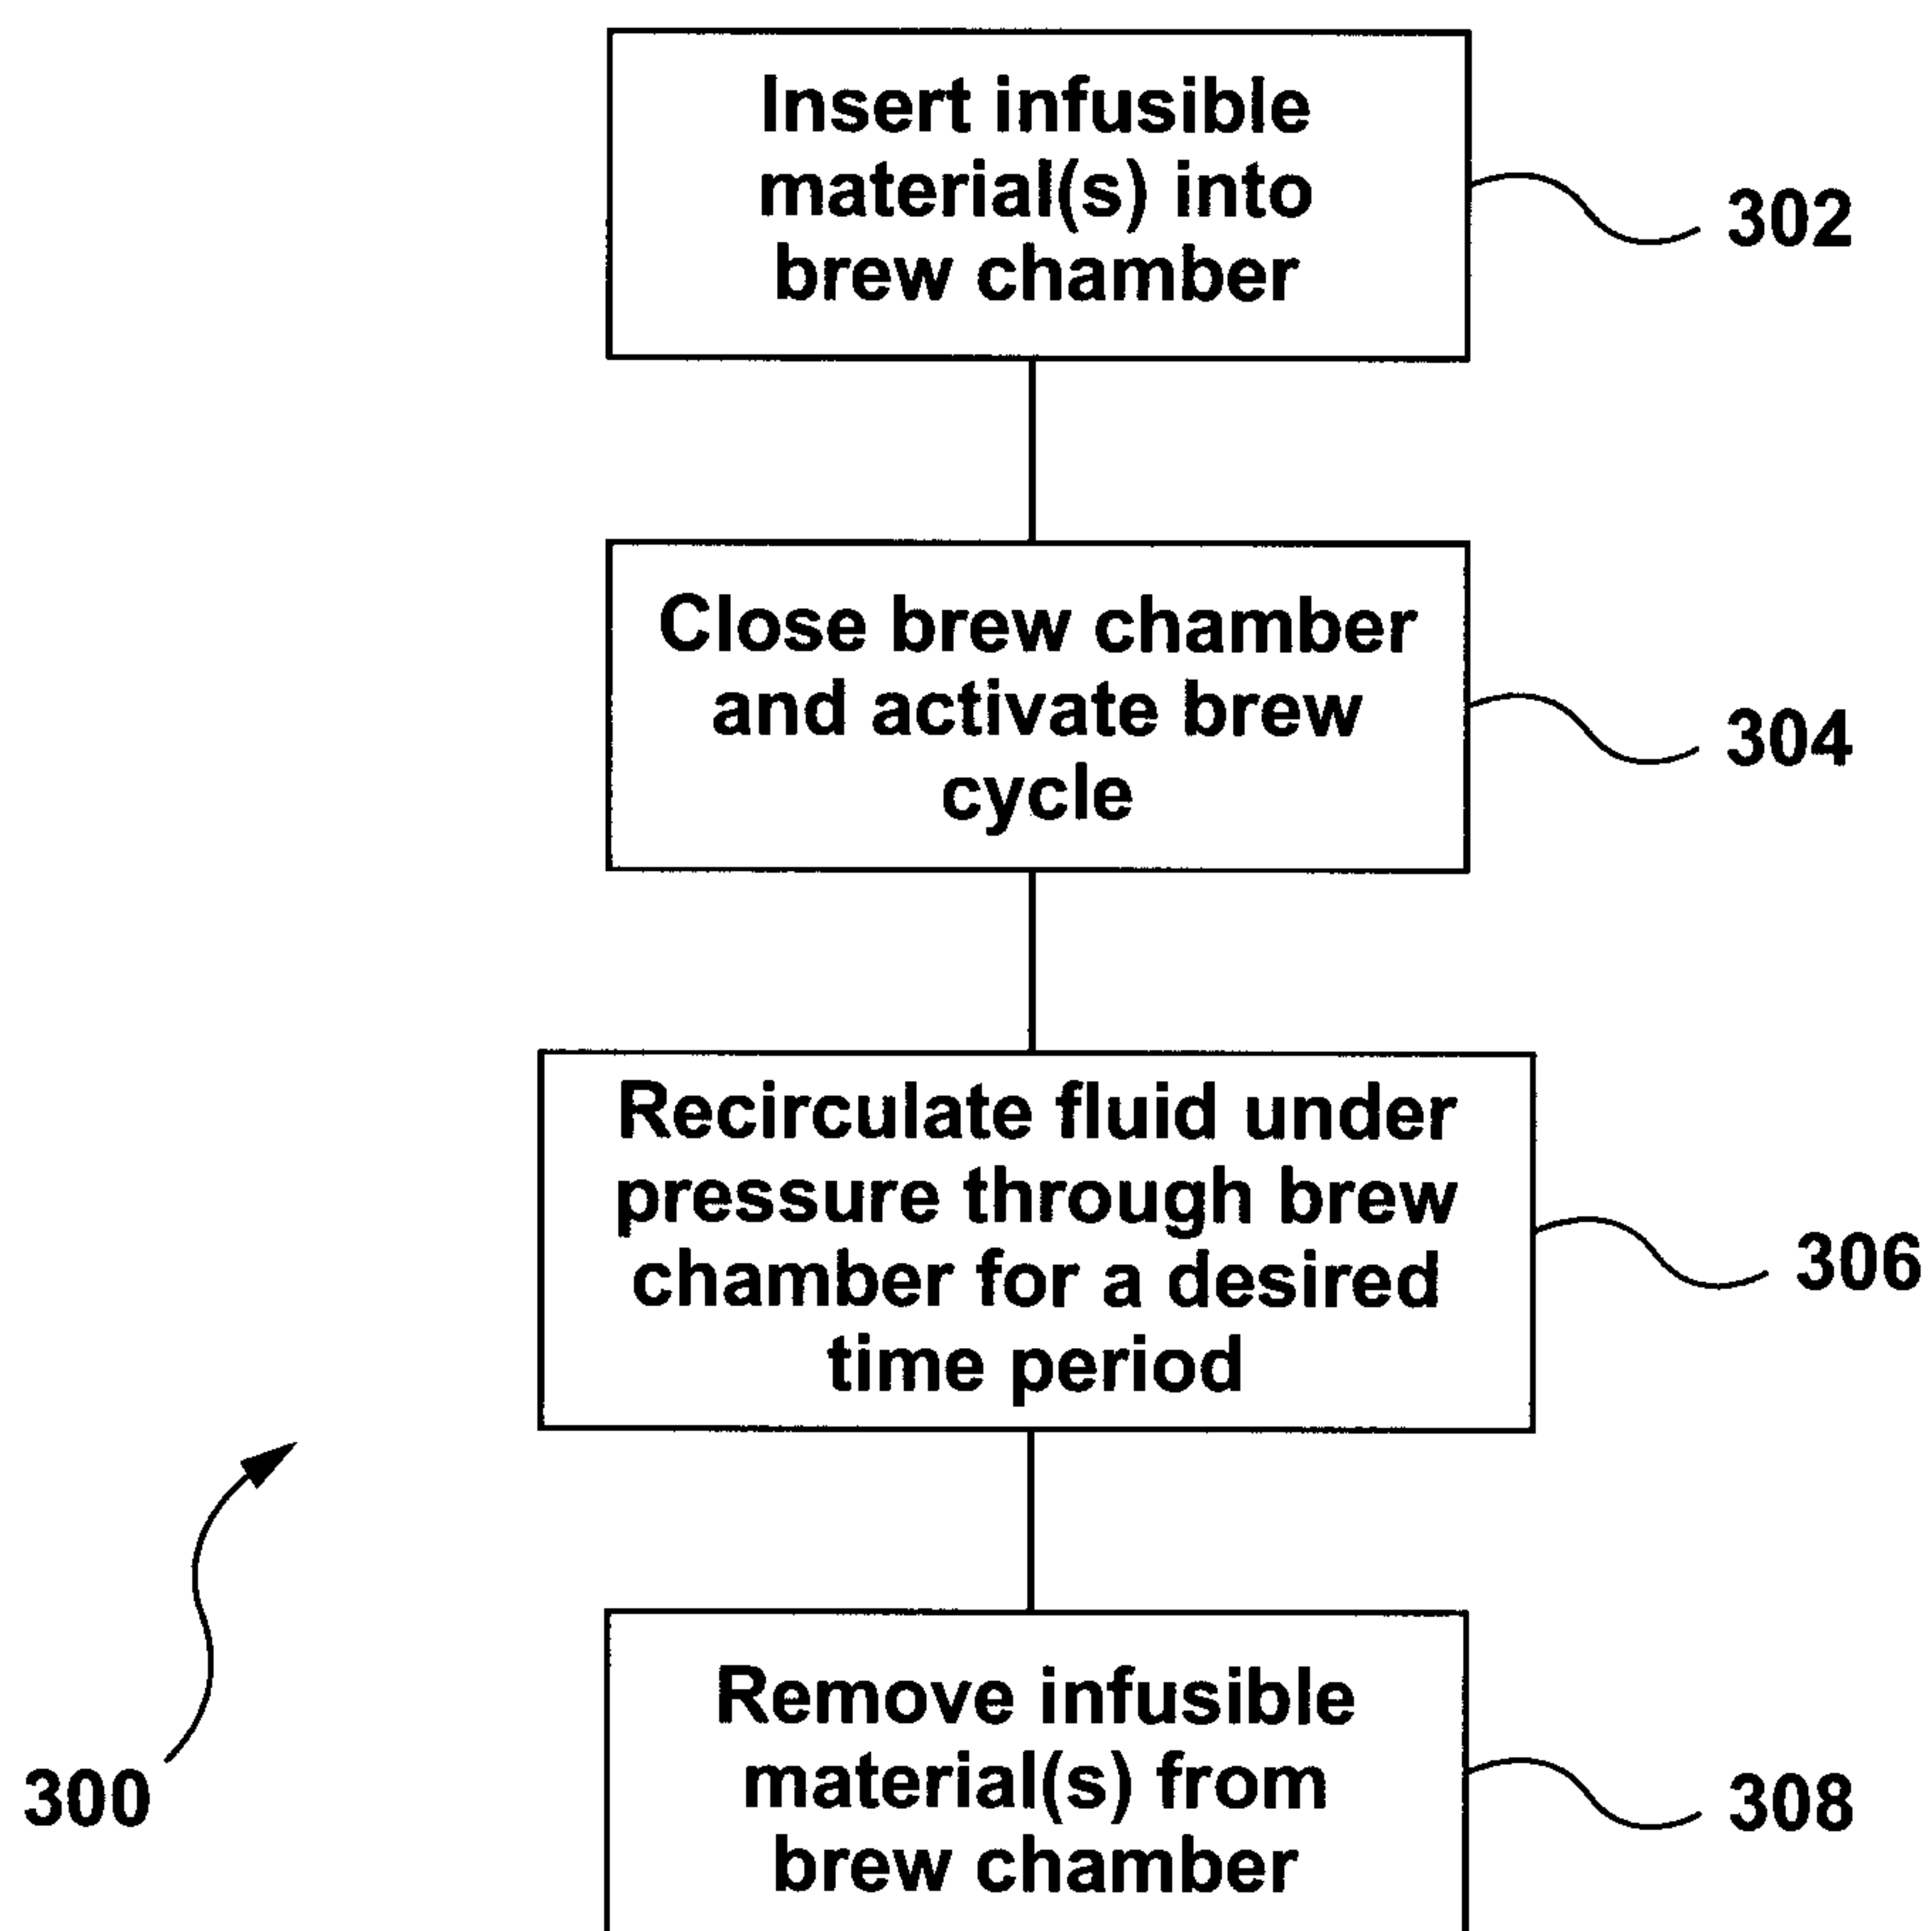 Insert infusible
material(s) into
brew chamber
302
Close brew chamber
and activate brew
cycle
304
Recirculate fluid under
pressure through brew
chamber for a desired
time period
306
Remove infusible
material(s) from
brew chamber
308
300